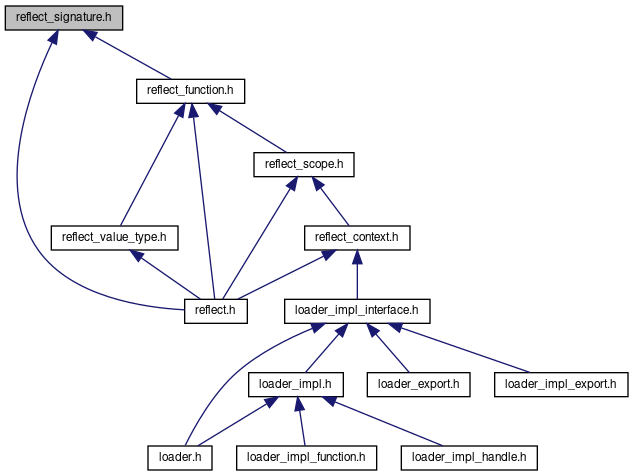 reflect_signature.h
reflect_function.h
reflect_scope.h
reflect_value_type.h
reflect_context.h
reflect.h
loader_impl_interface.h
loader_impl.h
loader_export.h
loader_impl_export.h
loader.h
loader_impl_function.h
loader_impl_handle.h